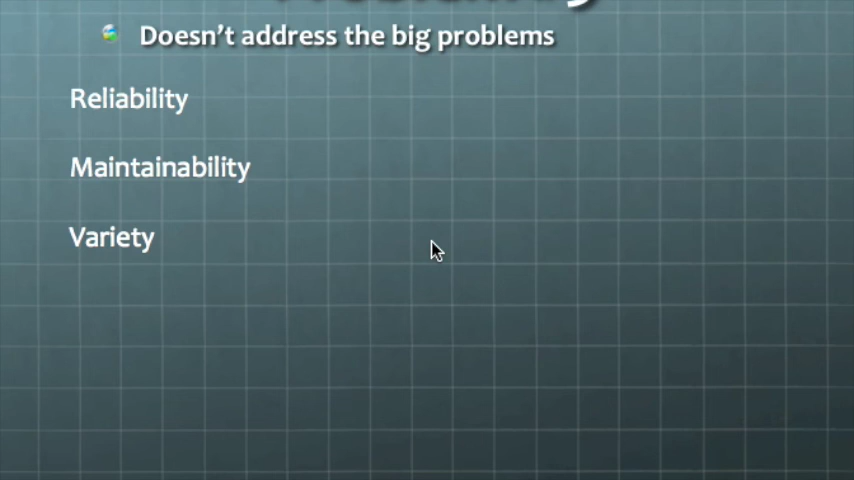 Doesn't address the big problems
Reliability
Maintainability
Variety